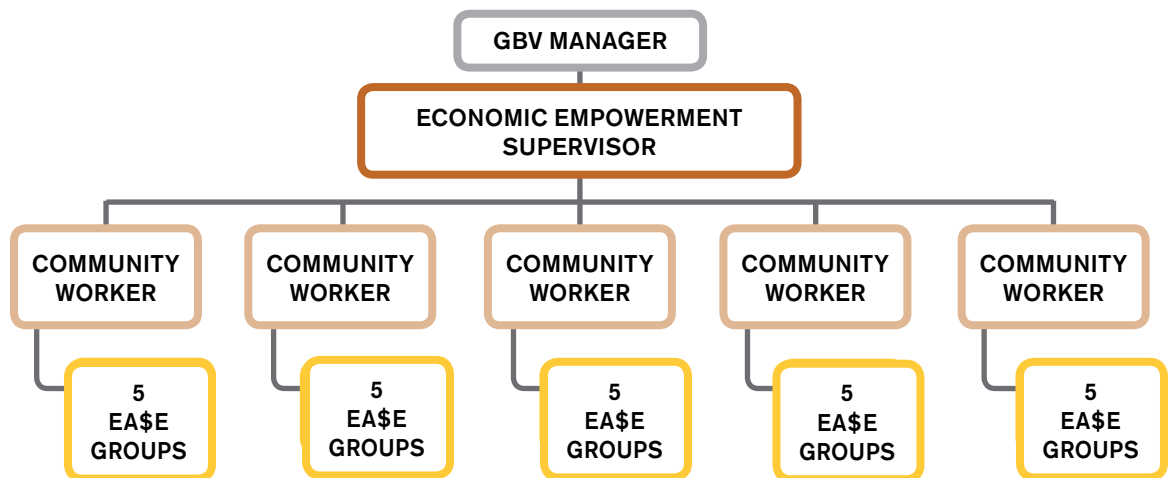 GBV MANAGER
ECONOMIC EMPOWERMENT
SUPERVISOR
COMMUNITY
WORKER
COMMUNITY
WORKER
COMMUNITY
WORKER
COMMUNITY
WORKER
COMMUNITY
WORKER
5
EA$E
GROUPS
5
EA$E
GROUPS
5
EA$E
GROUPS
5
EA$E
GROUPS
5
EA$E
GROUPS